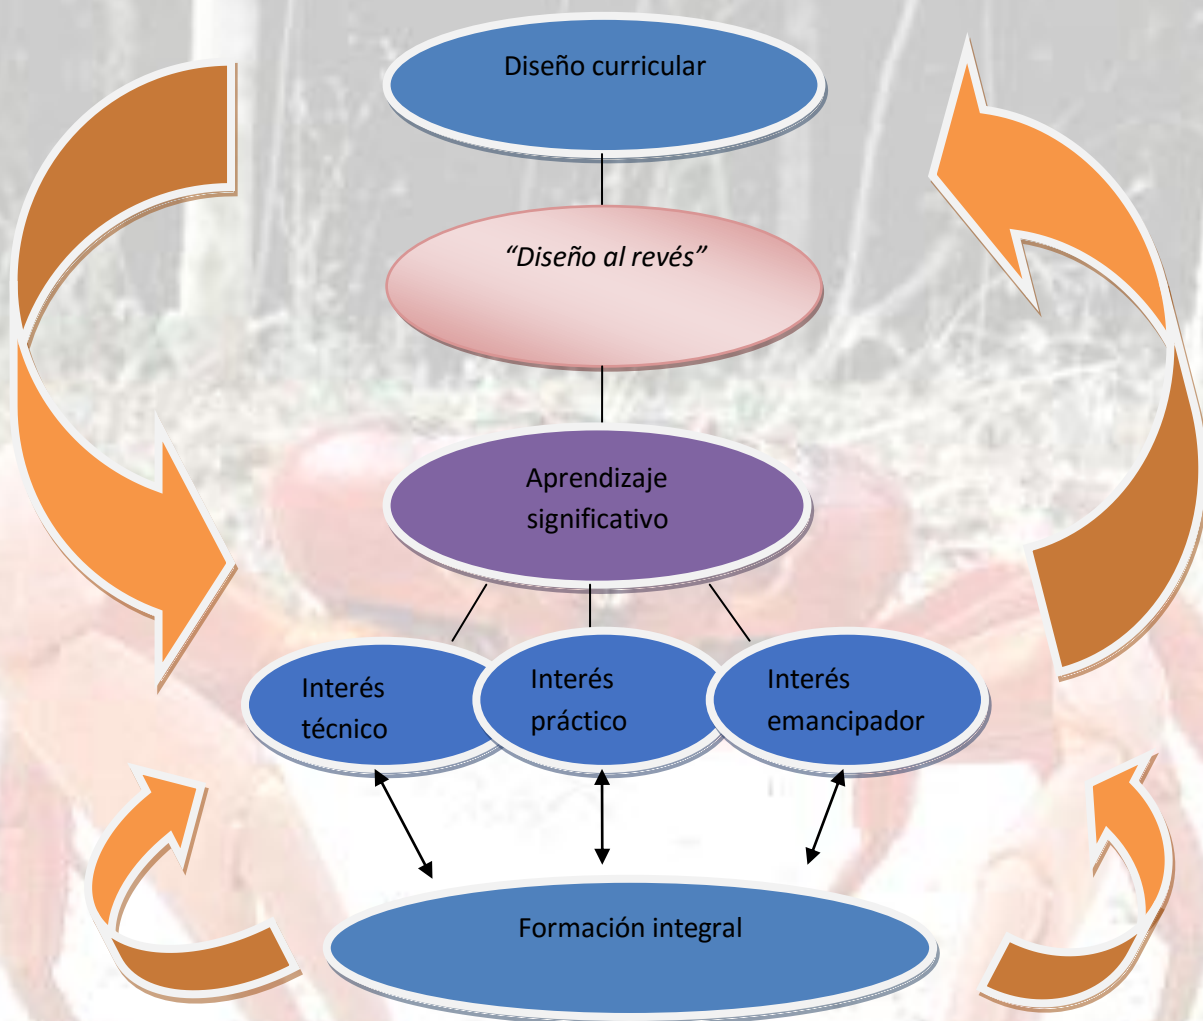 Diseño curricular
“Diseño al revés”
Aprendizaje
significativo
Interés
técnico
Interés
práctico
Interés
emancipador
Formación integral